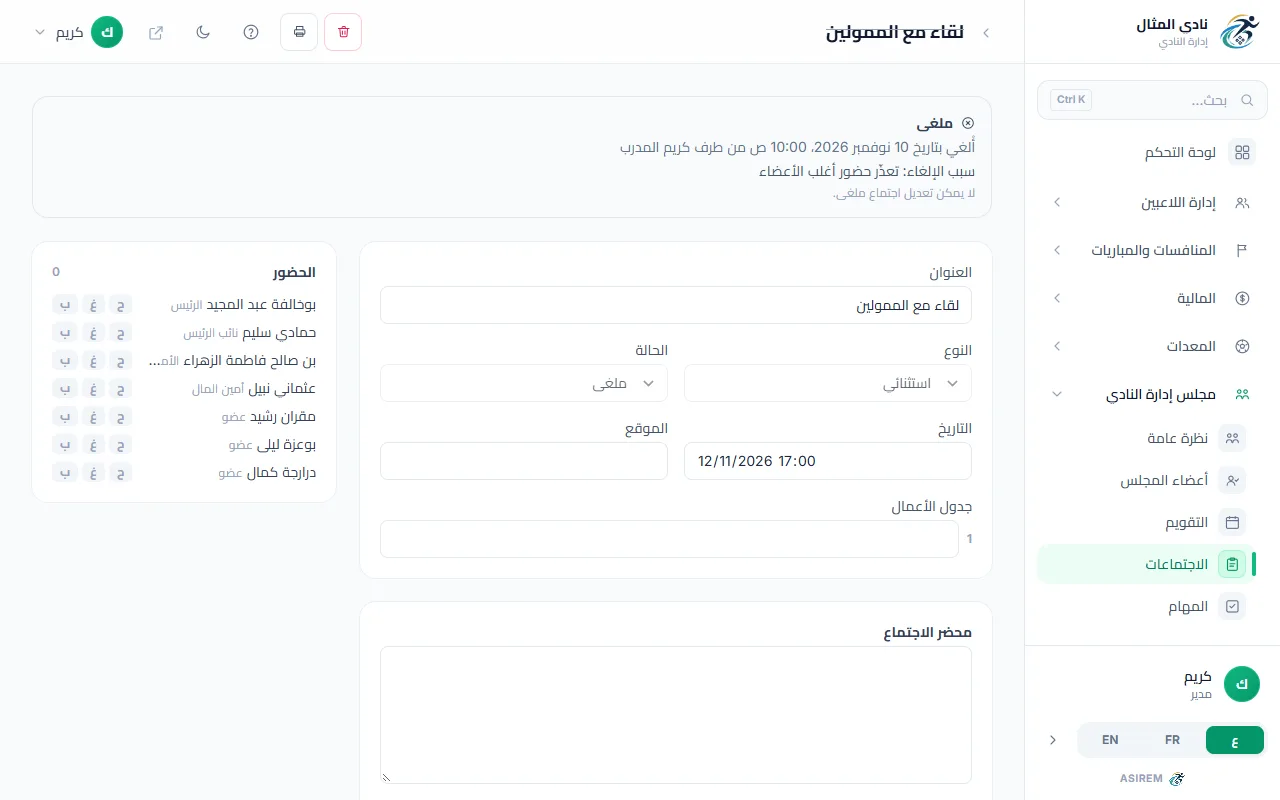 نادي المثال
إدارة النادي
بحث...
Ctrl K
لوحة التحكم
إدارة اللاعبين
المنافسات والمباريات
المالية
المعدات
مجلس إدارة النادي
نظرة عامة
أعضاء المجلس
التقويم
الاجتماعات
المهام
ك
كريم
مدير
ع
FR
EN
ASIREM
لقاء مع الممولين
ك
كريم
ملغى
أُلغي بتاريخ 10 نوفمبر 2026، 10:00 ص من طرف كريم المدرب
سبب الإلغاء: تعذّر حضور أغلب الأعضاء
لا يمكن تعديل اجتماع ملغى.
العنوان
لقاء مع الممولين
النوع
الحالة
استثنائي
ملغى
التاريخ
الموقع
12/11/2026 17:00
جدول الأعمال
1
محضر الاجتماع
الحضور
0
بوخالفة عبد المجيد الرئيس ح غ ب
حمادي سليم نائب الرئيس ح غ ب
بن صالح فاطمة الزهراء الأم... ح غ ب
عثماني نبيل أمين المال ح غ ب
مقران رشيد عضو ح غ ب
بوعزة ليلى عضو ح غ ب
درارجة كمال عضو ح غ ب